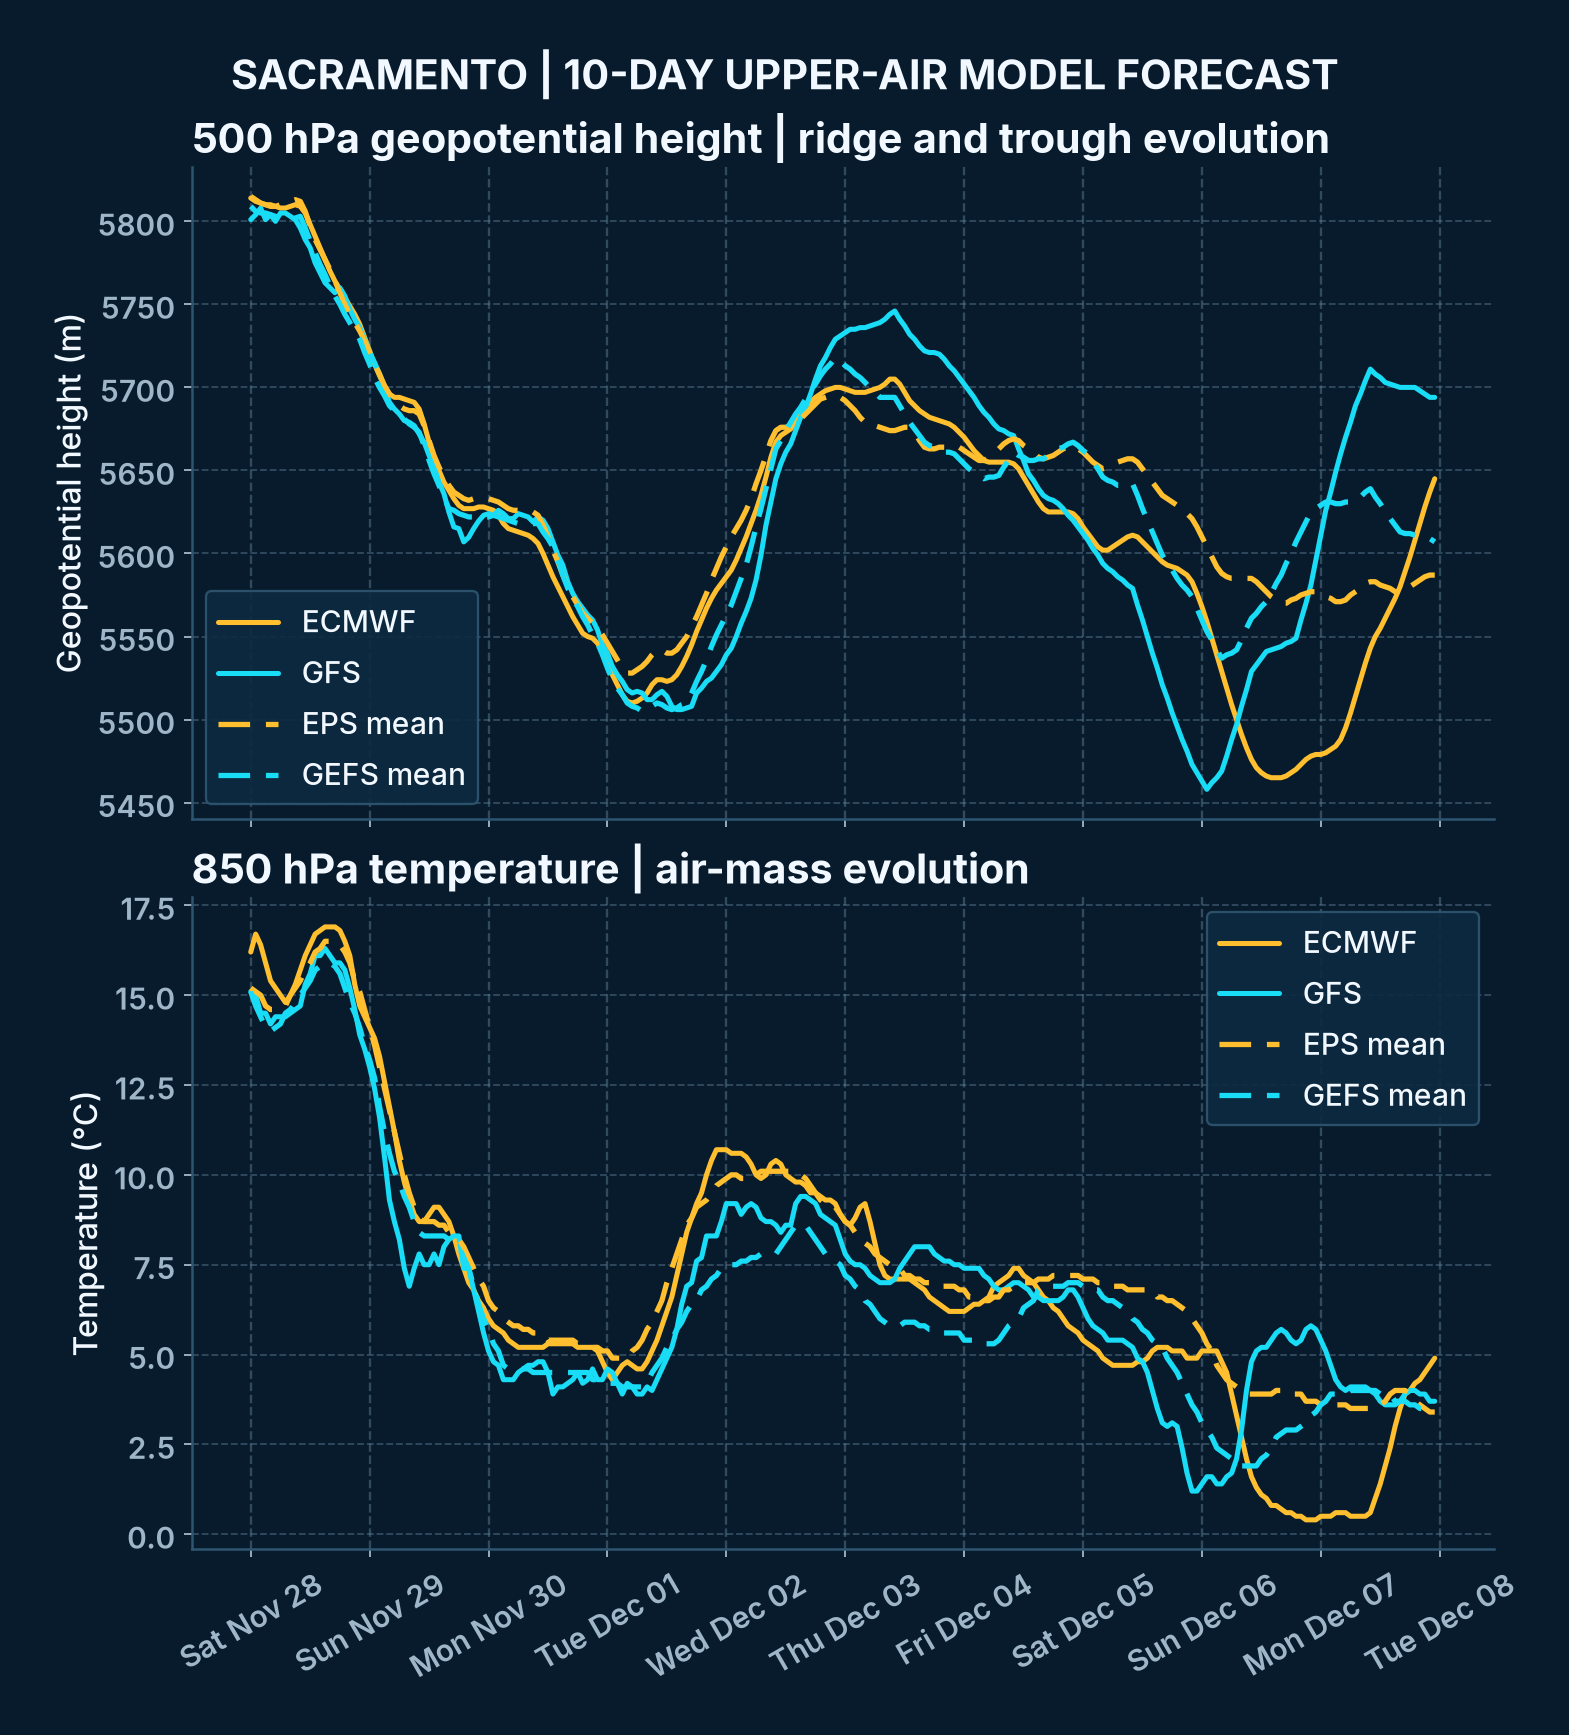 SACRAMENTO | 10-DAY UPPER-AIR MODEL FORECAST
500 hPa geopotential height | ridge and trough evolution
Geopotential height (m)
5800
5750
5700
5650
5600
5550
5500
5450
ECMWF
GFS
EPS mean
GEFS mean
850 hPa temperature | air-mass evolution
Temperature (°C)
17.5
15.0
12.5
10.0
7.5
5.0
2.5
0.0
ECMWF
GFS
EPS mean
GEFS mean
Sat Nov 28
Sun Nov 29
Mon Nov 30
Tue Dec 01
Wed Dec 02
Thu Dec 03
Fri Dec 04
Sat Dec 05
Sun Dec 06
Mon Dec 07
Tue Dec 08